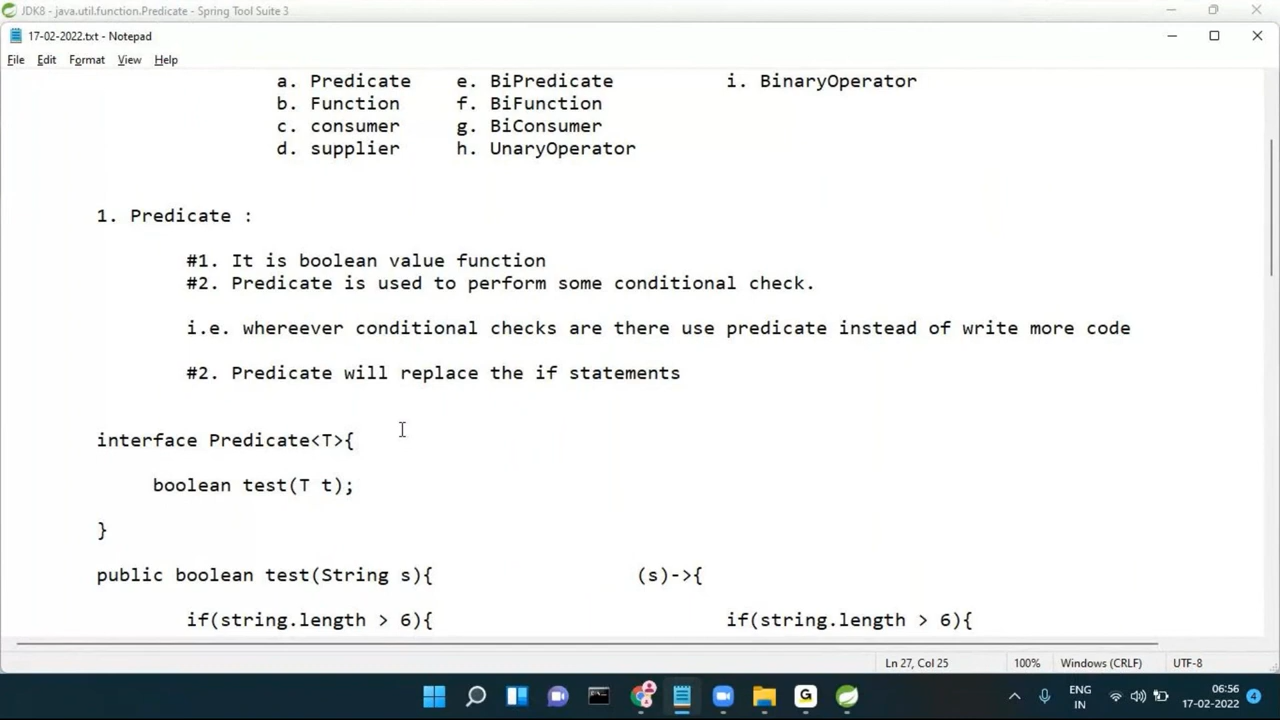 JDK8 - java.util.function.Predicate - Spring Tool Suite 3
17-02-2022.txt - Notepad
File Edit Format View Help
a. Predicate e. BiPredicate i. BinaryOperator
b. Function f. BiFunction
c. consumer g. BiConsumer
d. supplier h. UnaryOperator
1. Predicate :
#1. It is boolean value function
#2. Predicate is used to perform some conditional check.
i.e. whereever conditional checks are there use predicate instead of write more code
#2. Predicate will replace the if statements
interface Predicate<T>{
boolean test(T t);
}
public boolean test(String s){ (s)->{
if(string.length > 6){ if(string.length > 6){
Ln 27, Col 25 100% Windows (CRLF) UTF-8
ENG 06:56
IN 17-02-2022 4